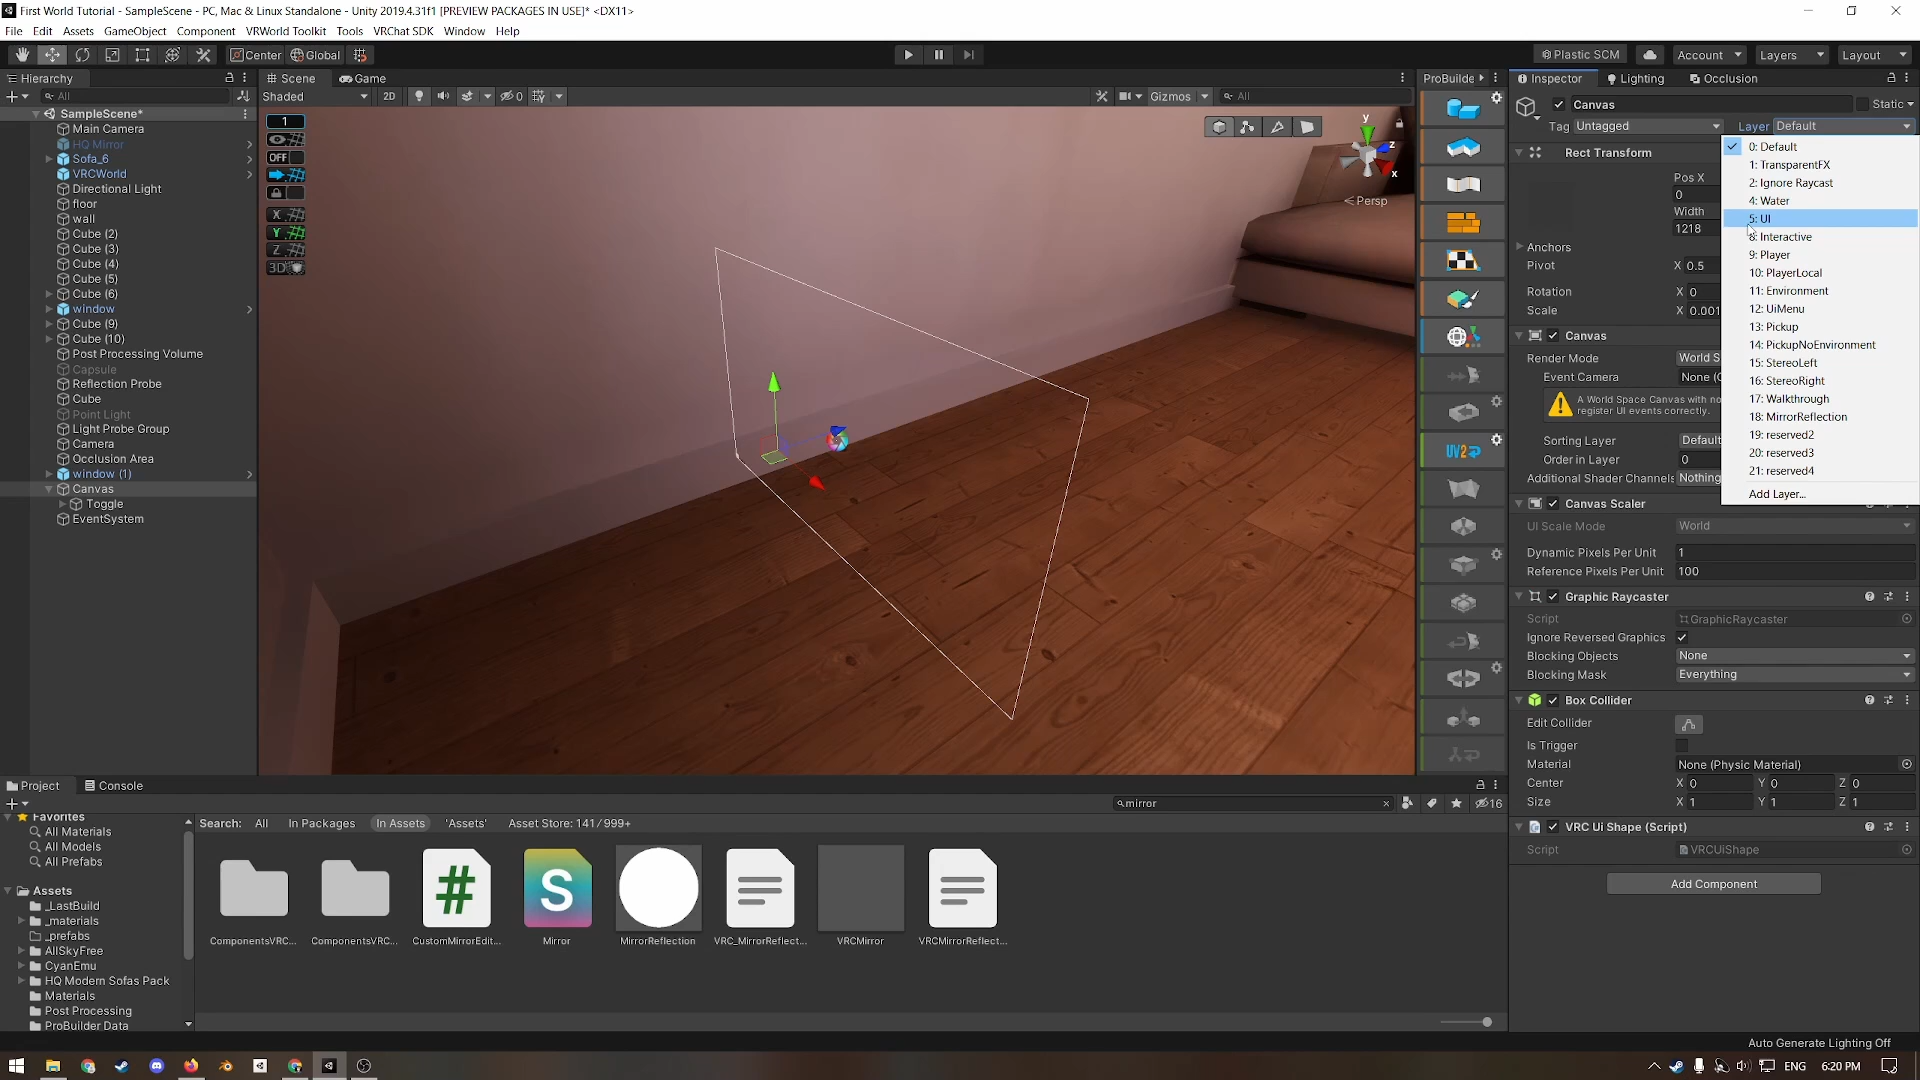 First World Tutorial - SampleScene - PC, Mac & Linux Standalone - Unity 2019.4.31f1 [PREVIEW PACKAGES IN USE]* <DX11>
File Edit Assets GameObject Component VRWorld Toolkit Tools VRChat SDK Window Help
Center Global Plastic SCM Account Layers Layout
Hierarchy
All
SampleScene*
Main Camera
HQ Mirror
Sofa_6
VRCWorld
Directional Light
floor
wall
Cube (2)
Cube (3)
Cube (4)
Cube (5)
Cube (6)
window
Cube (9)
Cube (10)
Post Processing Volume
Capsule
Reflection Probe
Cube
Point Light
Light Probe Group
Camera
Occlusion Area
window (1)
Canvas
Toggle
EventSystem
Scene Game
Shaded 2D 0 Gizmos All
1
OFF
X
Y
Z
3D
y
z
x
Persp
ProBuilde
UV2
Inspector Lighting Occlusion
Canvas Static
Tag Untagged Layer Default
0: Default
1: TransparentFX
2: Ignore Raycast
4: Water
5: UI
8: Interactive
9: Player
10: PlayerLocal
11: Environment
12: UiMenu
13: Pickup
14: PickupNoEnvironment
15: StereoLeft
16: StereoRight
17: Walkthrough
18: MirrorReflection
19: reserved2
20: reserved3
21: reserved4
Add Layer...
Rect Transform
Pos X
0
Width
1218
Anchors
Pivot X 0.5
Rotation X 0
Scale X 0.001
Canvas
Render Mode World S
Event Camera None (C
A World Space Canvas with no
register UI events correctly.
Sorting Layer Default
Order in Layer 0
Additional Shader Channels Nothing
Canvas Scaler
UI Scale Mode World
Dynamic Pixels Per Unit 1
Reference Pixels Per Unit 100
Graphic Raycaster
Script GraphicRaycaster
Ignore Reversed Graphics
Blocking Objects None
Blocking Mask Everything
Box Collider
Edit Collider
Is Trigger
Material None (Physic Material)
Center X 0 Y 0 Z 0
Size X 1 Y 1 Z 1
VRC Ui Shape (Script)
Script VRCUiShape
Add Component
Project Console
mirror 16
Favorites
All Materials
All Models
All Prefabs
Assets
_LastBuild
_materials
_prefabs
AllSkyFree
CyanEmu
HQ Modern Sofas Pack
Materials
Post Processing
ProBuilder Data
Search: All In Packages In Assets 'Assets' Asset Store: 141 / 999+
ComponentsVRC... ComponentsVRC... CustomMirrorEdit... Mirror MirrorReflection VRC_MirrorReflect... VRCMirror VRCMirrorReflect...
Auto Generate Lighting Off
ENG 6:20 PM